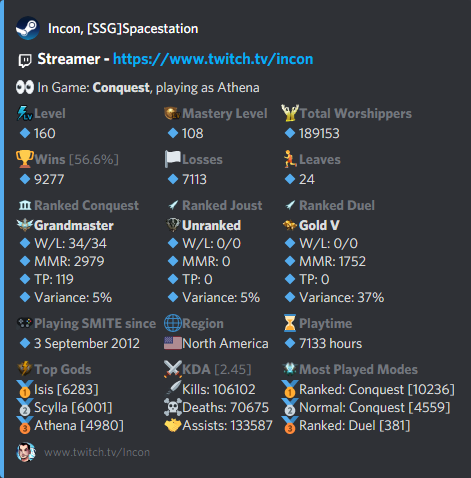 Incon, [SSG]Spacestation
Streamer - https://www.twitch.tv/incon
In Game: Conquest, playing as Athena
Level Mastery Level Total Worshippers
160 108 189153
Wins [56.6%] Losses Leaves
9277 7113 24
Ranked Conquest Ranked Joust Ranked Duel
Grandmaster Unranked Gold V
W/L: 34/34 W/L: 0/0 W/L: 0/0
MMR: 2979 MMR: 0 MMR: 1752
TP: 119 TP: 0 TP: 0
Variance: 5% Variance: 5% Variance: 37%
Playing SMITE since Region Playtime
3 September 2012 North America 7133 hours
Top Gods KDA [2.45] Most Played Modes
Isis [6283] Kills: 106102 Ranked: Conquest [10236]
Scylla [6001] Deaths: 70675 Normal: Conquest [4559]
Athena [4980] Assists: 133587 Ranked: Duel [381]
www.twitch.tv/Incon